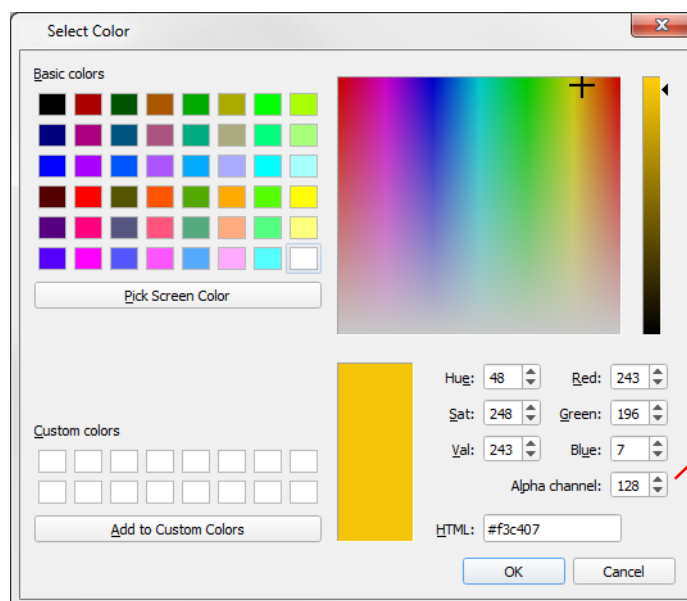 Select Color
Basic colors
Pick Screen Color
Custom colors
Add to Custom Colors
Hue: 48 Red: 243
Sat: 248 Green: 196
Val: 243 Blue: 7
Alpha channel: 128
HTML: #f3c407
OK Cancel